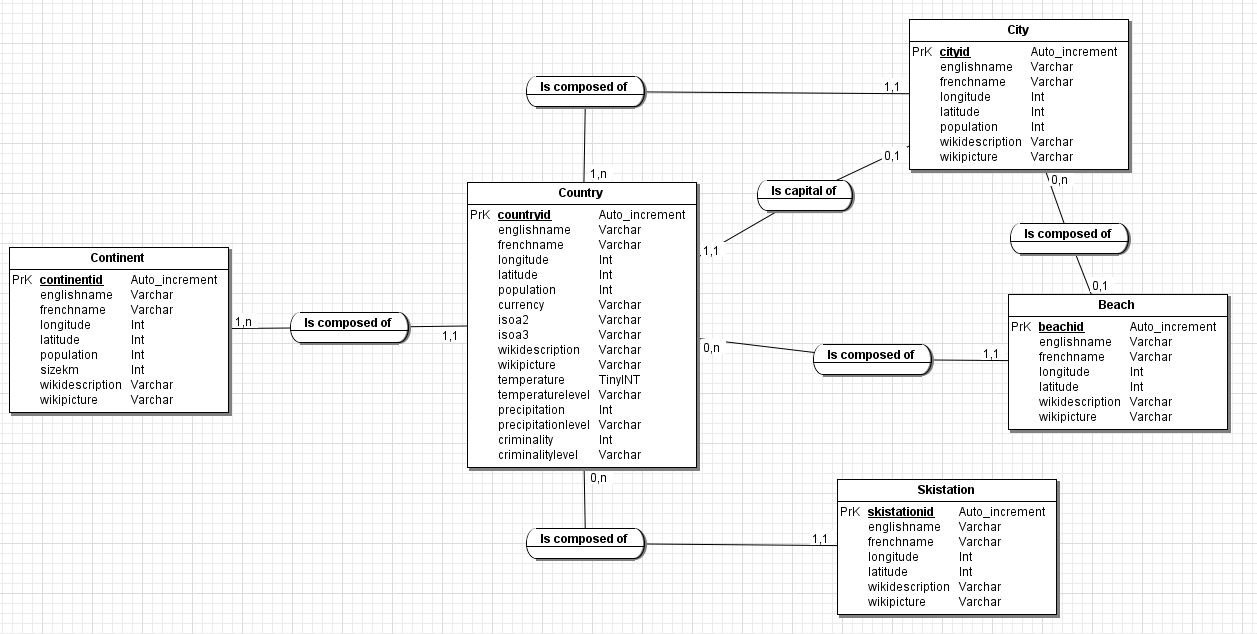 City
PrK cityid Auto_increment
englishname Varchar
frenchname Varchar
longitude Int
latitude Int
population Int
wikidescription Varchar
wikipicture Varchar
Is composed of
1,1
1,n
0,1
Is capital of
1,1
0,n
Is composed of
0,1
Country
PrK countryid Auto_increment
englishname Varchar
frenchname Varchar
longitude Int
latitude Int
population Int
currency Varchar
isoa2 Varchar
isoa3 Varchar
wikidescription Varchar
wikipicture Varchar
temperature TinyINT
temperaturelevel Varchar
precipitation Int
precipitationlevel Varchar
criminality Int
criminalitylevel Varchar
Continent
PrK continentid Auto_increment
englishname Varchar
frenchname Varchar
longitude Int
latitude Int
population Int
sizekm Int
wikidescription Varchar
wikipicture Varchar
1,n
Is composed of
1,1
0,n
Is composed of
1,1
Beach
PrK beachid Auto_increment
englishname Varchar
frenchname Varchar
longitude Int
latitude Int
wikidescription Varchar
wikipicture Varchar
0,n
Is composed of
1,1
Skistation
PrK skistationid Auto_increment
englishname Varchar
frenchname Varchar
longitude Int
latitude Int
wikidescription Varchar
wikipicture Varchar